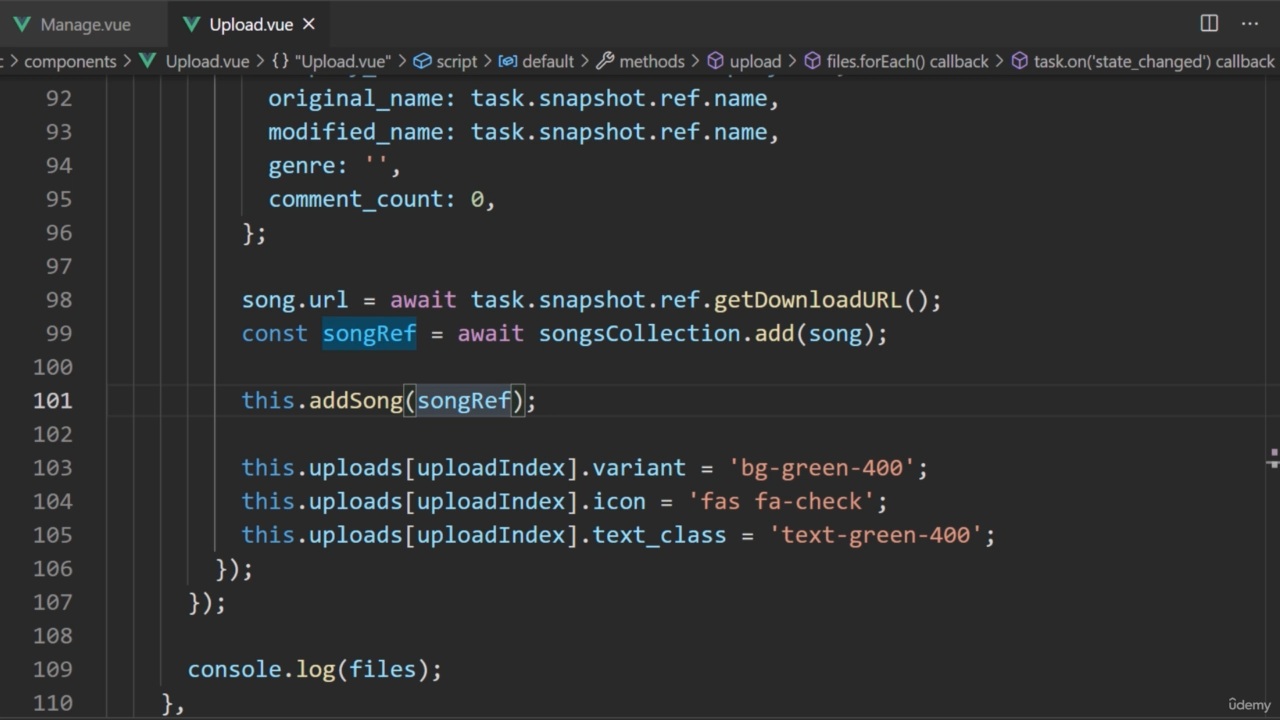 Manage.vue Upload.vue
components > Upload.vue > {} "Upload.vue" > script > default > methods > upload > files.forEach() callback > task.on('state_changed') callback
92 original_name: task.snapshot.ref.name,
93 modified_name: task.snapshot.ref.name,
94 genre: '',
95 comment_count: 0,
96 };
97
98 song.url = await task.snapshot.ref.getDownloadURL();
99 const songRef = await songsCollection.add(song);
100
101 this.addSong(songRef);
102
103 this.uploads[uploadIndex].variant = 'bg-green-400';
104 this.uploads[uploadIndex].icon = 'fas fa-check';
105 this.uploads[uploadIndex].text_class = 'text-green-400';
106 });
107 });
108
109 console.log(files);
110 },
ûdemy